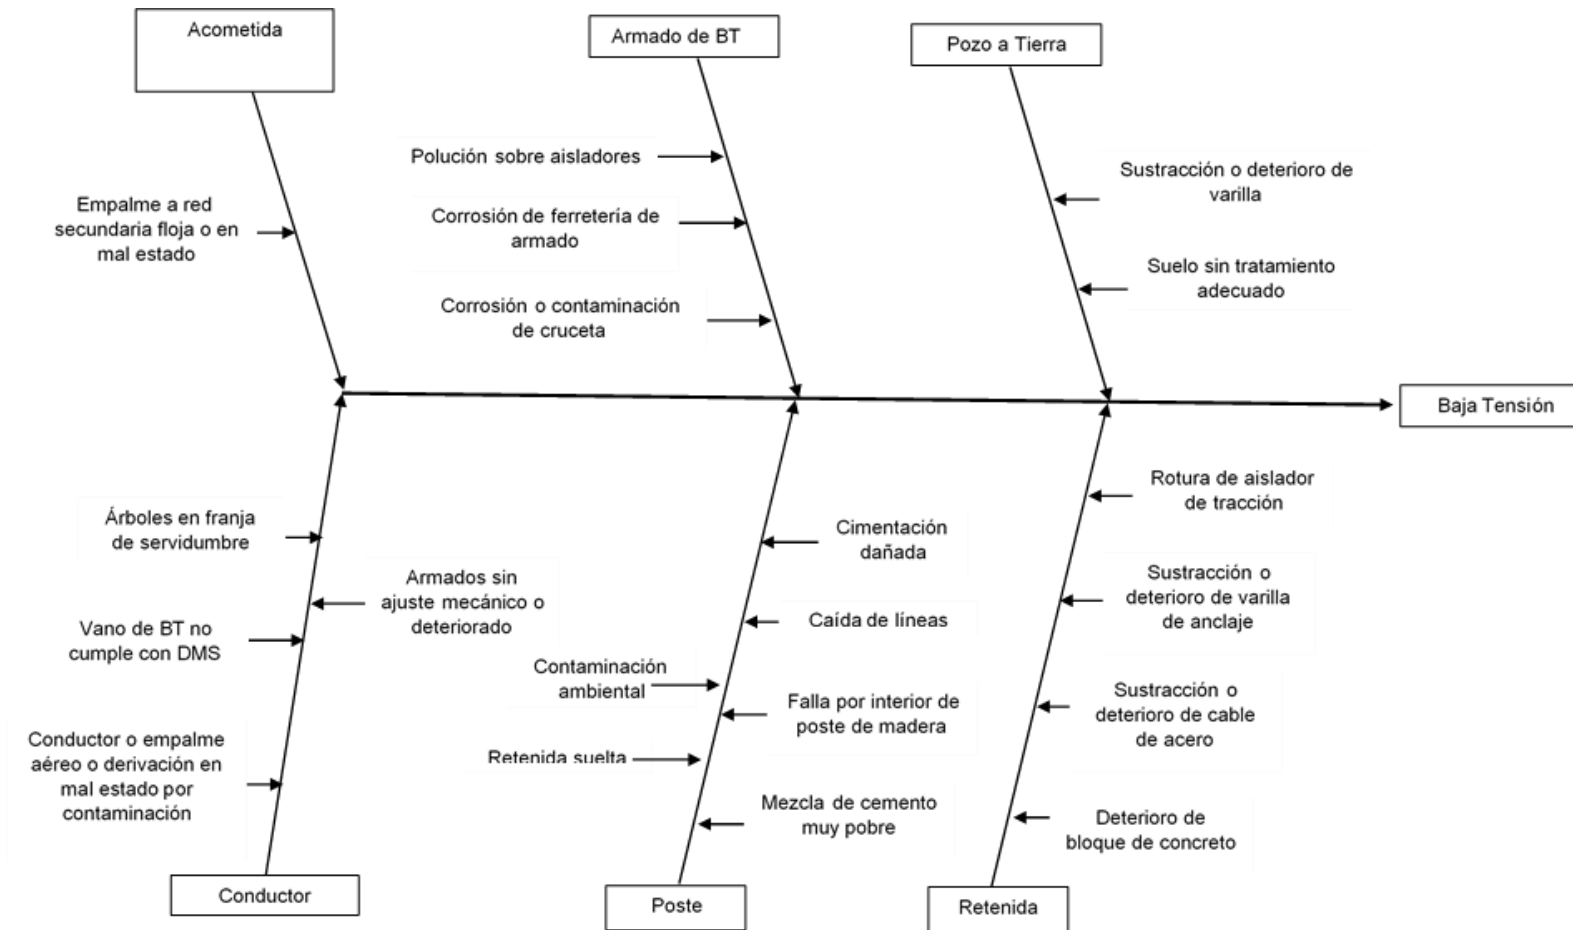 Acometida
Armado de BT
Pozo a Tierra
Polución sobre aisladores
Empalme a red
secundaria floja o en
mal estado
Corrosión de ferretería de
armado
Corrosión o contaminación
de cruceta
Sustracción o deterioro de
varilla
Suelo sin tratamiento
adecuado
Baja Tensión
Árboles en franja
de servidumbre
Armados sin
ajuste mecánico o
deteriorado
Vano de BT no
cumple con DMS
Conductor o empalme
aéreo o derivación en
mal estado por
contaminación
Cimentación
dañada
Caída de líneas
Contaminación
ambiental
Falla por interior de
poste de madera
Retenida suelta
Mezcla de cemento
muy pobre
Rotura de aislador
de tracción
Sustracción o
deterioro de varilla
de anclaje
Sustracción o
deterioro de cable
de acero
Deterioro de
bloque de concreto
Conductor
Poste
Retenida